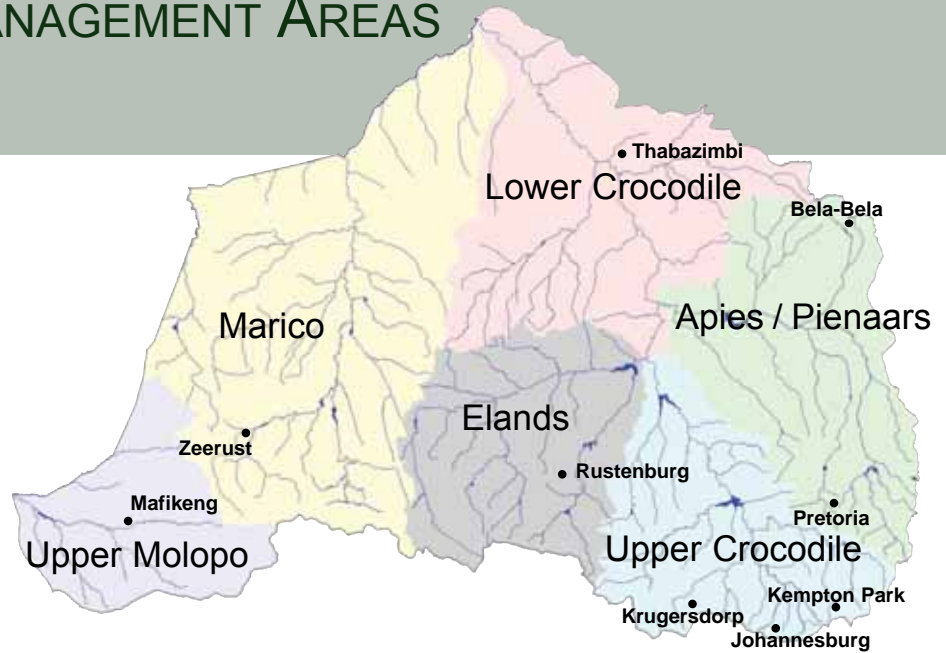 ANAGEMENT AREAS
Thabazimbi
Lower Crocodile
Bela-Bela
Marico
Apies / Pienaars
Elands
Zeerust
Rustenburg
Mafikeng
Pretoria
Upper Molopo
Upper Crocodile
Kempton Park
Krugersdorp
Johannesburg